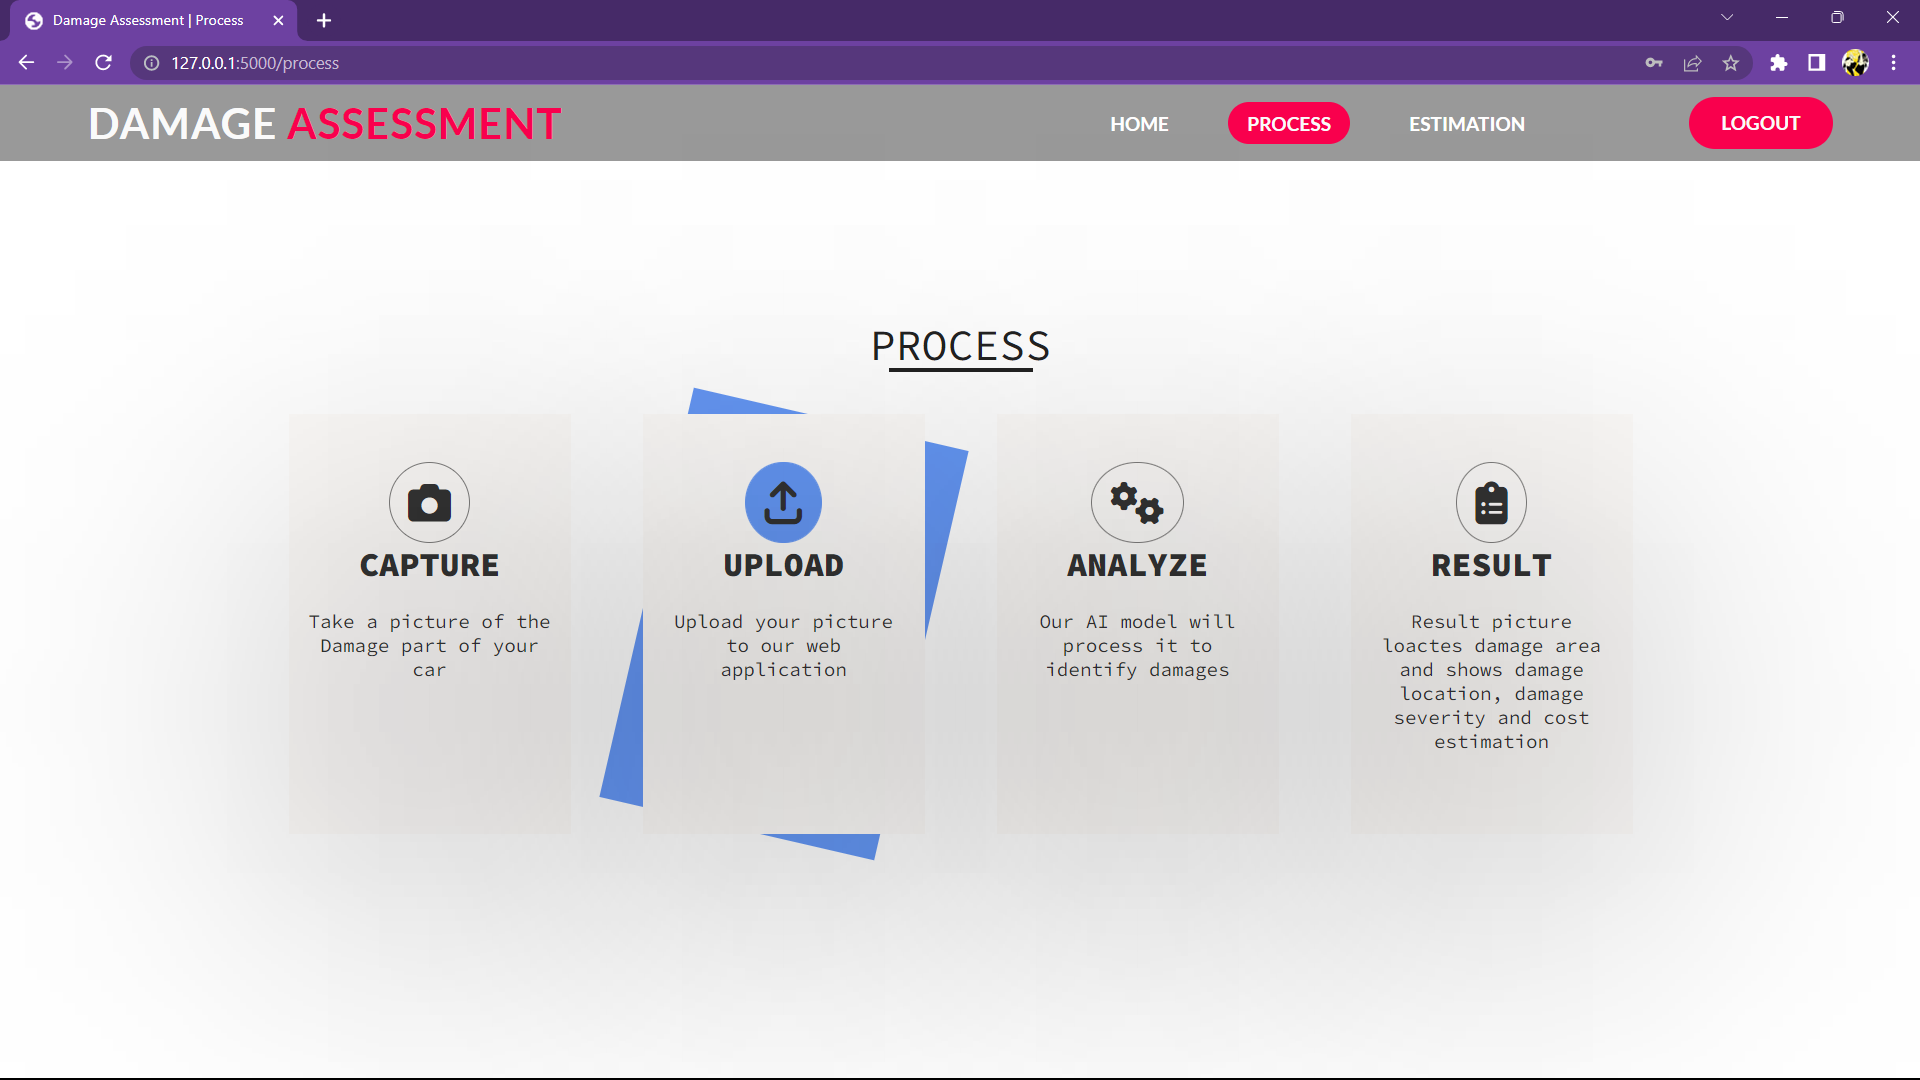 Damage Assessment | Process
127.0.0.1:5000/process
DAMAGE ASSESSMENT
HOME
PROCESS
ESTIMATION
LOGOUT
PROCESS
CAPTURE
Take a picture of the
Damage part of your
car
UPLOAD
Upload your picture
to our web
application
ANALYZE
Our AI model will
process it to
identify damages
RESULT
Result picture
loactes damage area
and shows damage
location, damage
severity and cost
estimation